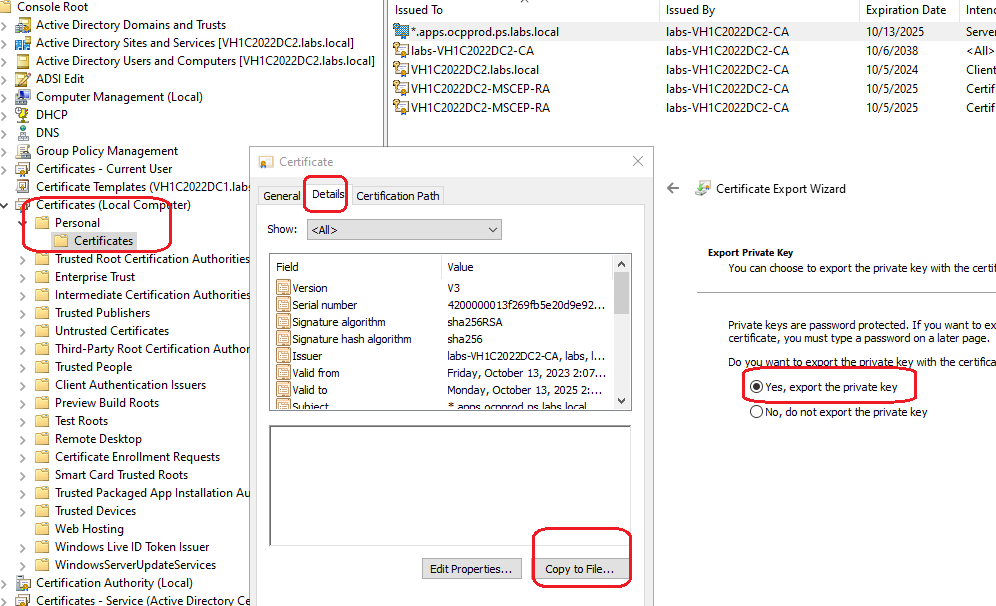 Console Root
Active Directory Domains and Trusts
Active Directory Sites and Services [VH1C2022DC2.labs.local]
Active Directory Users and Computers [VH1C2022DC2.labs.local]
ADSI Edit
Computer Management (Local)
DHCP
DNS
Group Policy Management
Certificates - Current User
Certificate Templates (VH1C2022DC1.labs
Certificates (Local Computer)
Personal
Certificates
Trusted Root Certification Authorities
Enterprise Trust
Intermediate Certification Authorities
Trusted Publishers
Untrusted Certificates
Third-Party Root Certification Author
Trusted People
Client Authentication Issuers
Preview Build Roots
Test Roots
Remote Desktop
Certificate Enrollment Requests
Smart Card Trusted Roots
Trusted Packaged App Installation Au
Trusted Devices
Web Hosting
Windows Live ID Token Issuer
WindowsServerUpdateServices
Certification Authority (Local)
Certificates - Service (Active Directory Ce
Issued To Issued By Expiration Date Intend
*.apps.ocpprod.ps.labs.local labs-VH1C2022DC2-CA 10/13/2025 Server
labs-VH1C2022DC2-CA labs-VH1C2022DC2-CA 10/6/2038 <All>
VH1C2022DC2.labs.local labs-VH1C2022DC2-CA 10/5/2024 Client
VH1C2022DC2-MSCEP-RA labs-VH1C2022DC2-CA 10/5/2025 Certif
VH1C2022DC2-MSCEP-RA labs-VH1C2022DC2-CA 10/5/2025 Certif
Certificate
General Details Certification Path
Show: <All>
Field Value
Version V3
Serial number 4200000013f269fb5e20d9e92...
Signature algorithm sha256RSA
Signature hash algorithm sha256
Issuer labs-VH1C2022DC2-CA, labs, l...
Valid from Friday, October 13, 2023 2:07...
Valid to Monday, October 13, 2025 2:...
Subject *.apps.ocpprod.ps.labs.local
Edit Properties... Copy to File...
Certificate Export Wizard
Export Private Key
You can choose to export the private key with the certif
Private keys are password protected. If you want to ex
certificate, you must type a password on a later page.
Do you want to export the private key with the certifica
Yes, export the private key
No, do not export the private key